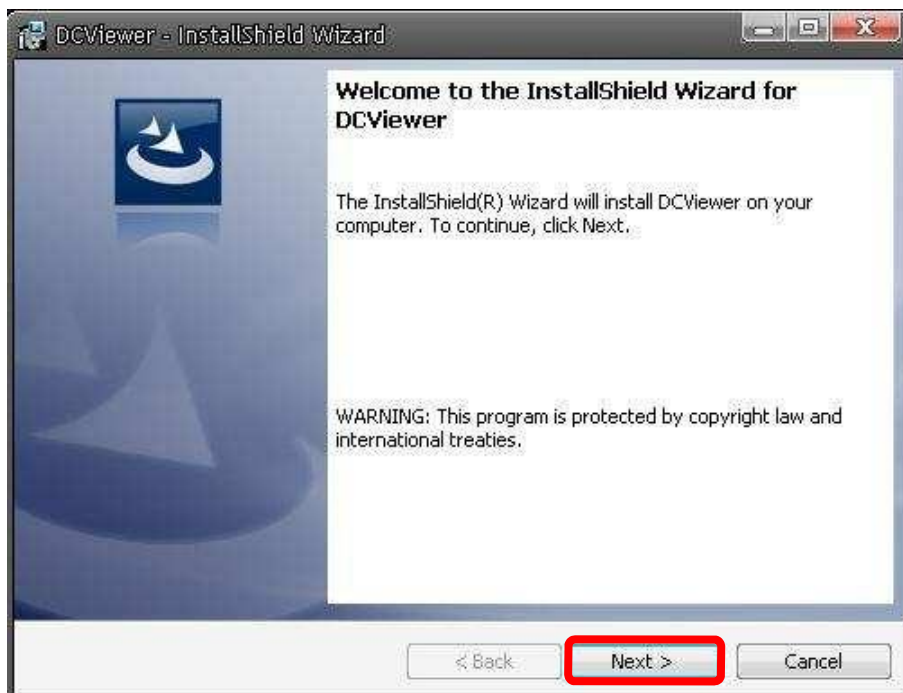 DCViewer - InstallShield Wizard
Welcome to the InstallShield Wizard for
DCViewer
The InstallShield(R) Wizard will install DCViewer on your
computer. To continue, click Next.
WARNING: This program is protected by copyright law and
international treaties.
< Back
Next >
Cancel